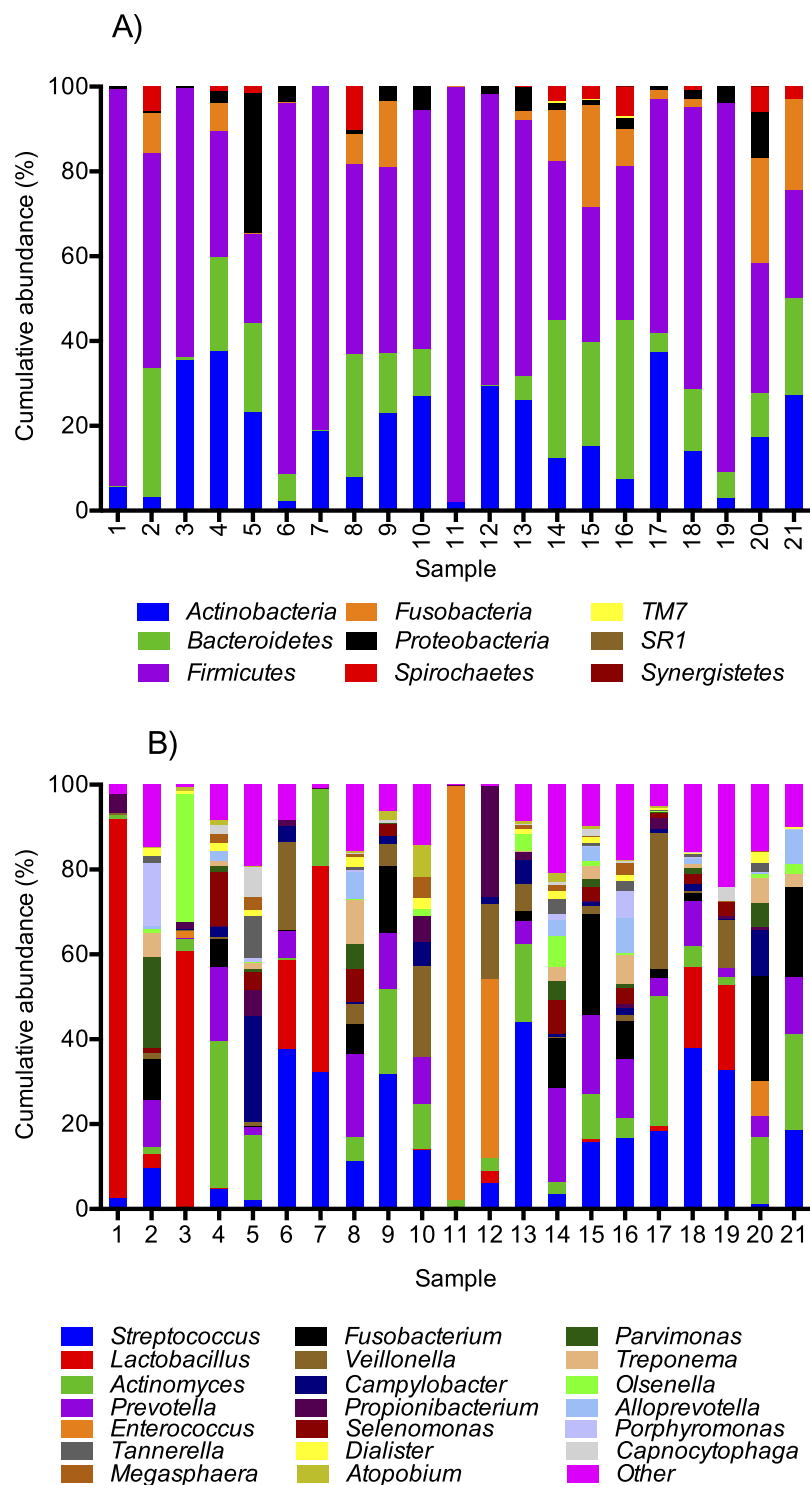 A)
100
80
60
40
20
0
Cumulative abundance (%)
1 2 3 4 5 6 7 8 9 10 11 12 13 14 15 16 17 18 19 20 21
Sample
Actinobacteria Fusobacteria TM7
Bacteroidetes Proteobacteria SR1
Firmicutes Spirochaetes Synergistetes
B)
100
80
60
40
20
0
Cumulative abundance (%)
1 2 3 4 5 6 7 8 9 10 11 12 13 14 15 16 17 18 19 20 21
Sample
Streptococcus Fusobacterium Parvimonas
Lactobacillus Veillonella Treponema
Actinomyces Campylobacter Olsenella
Prevotella Propionibacterium Alloprevotella
Enterococcus Selenomonas Porphyromonas
Tannerella Dialister Capnocytophaga
Megasphaera Atopobium Other